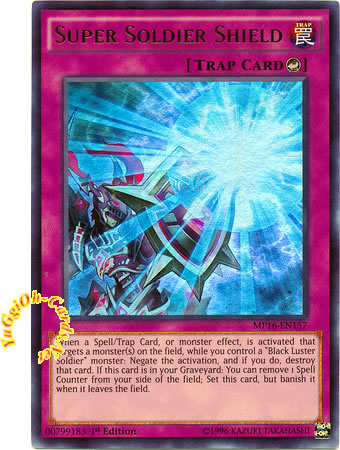 SUPER SOLDIER SHIELD
TRAP
罠
[TRAP CARD]
MP16-EN157
When a Spell/Trap Card, or monster effect, is activated that
targets a monster(s) on the field, while you control a "Black Luster
Soldier" monster: Negate the activation, and if you do, destroy
that card. If this card is in your Graveyard: You can remove 1 Spell
Counter from your side of the field; Set this card, but banish it
when it leaves the field.
00799183
1st Edition
©1996 KAZUKI TAKAHASHI